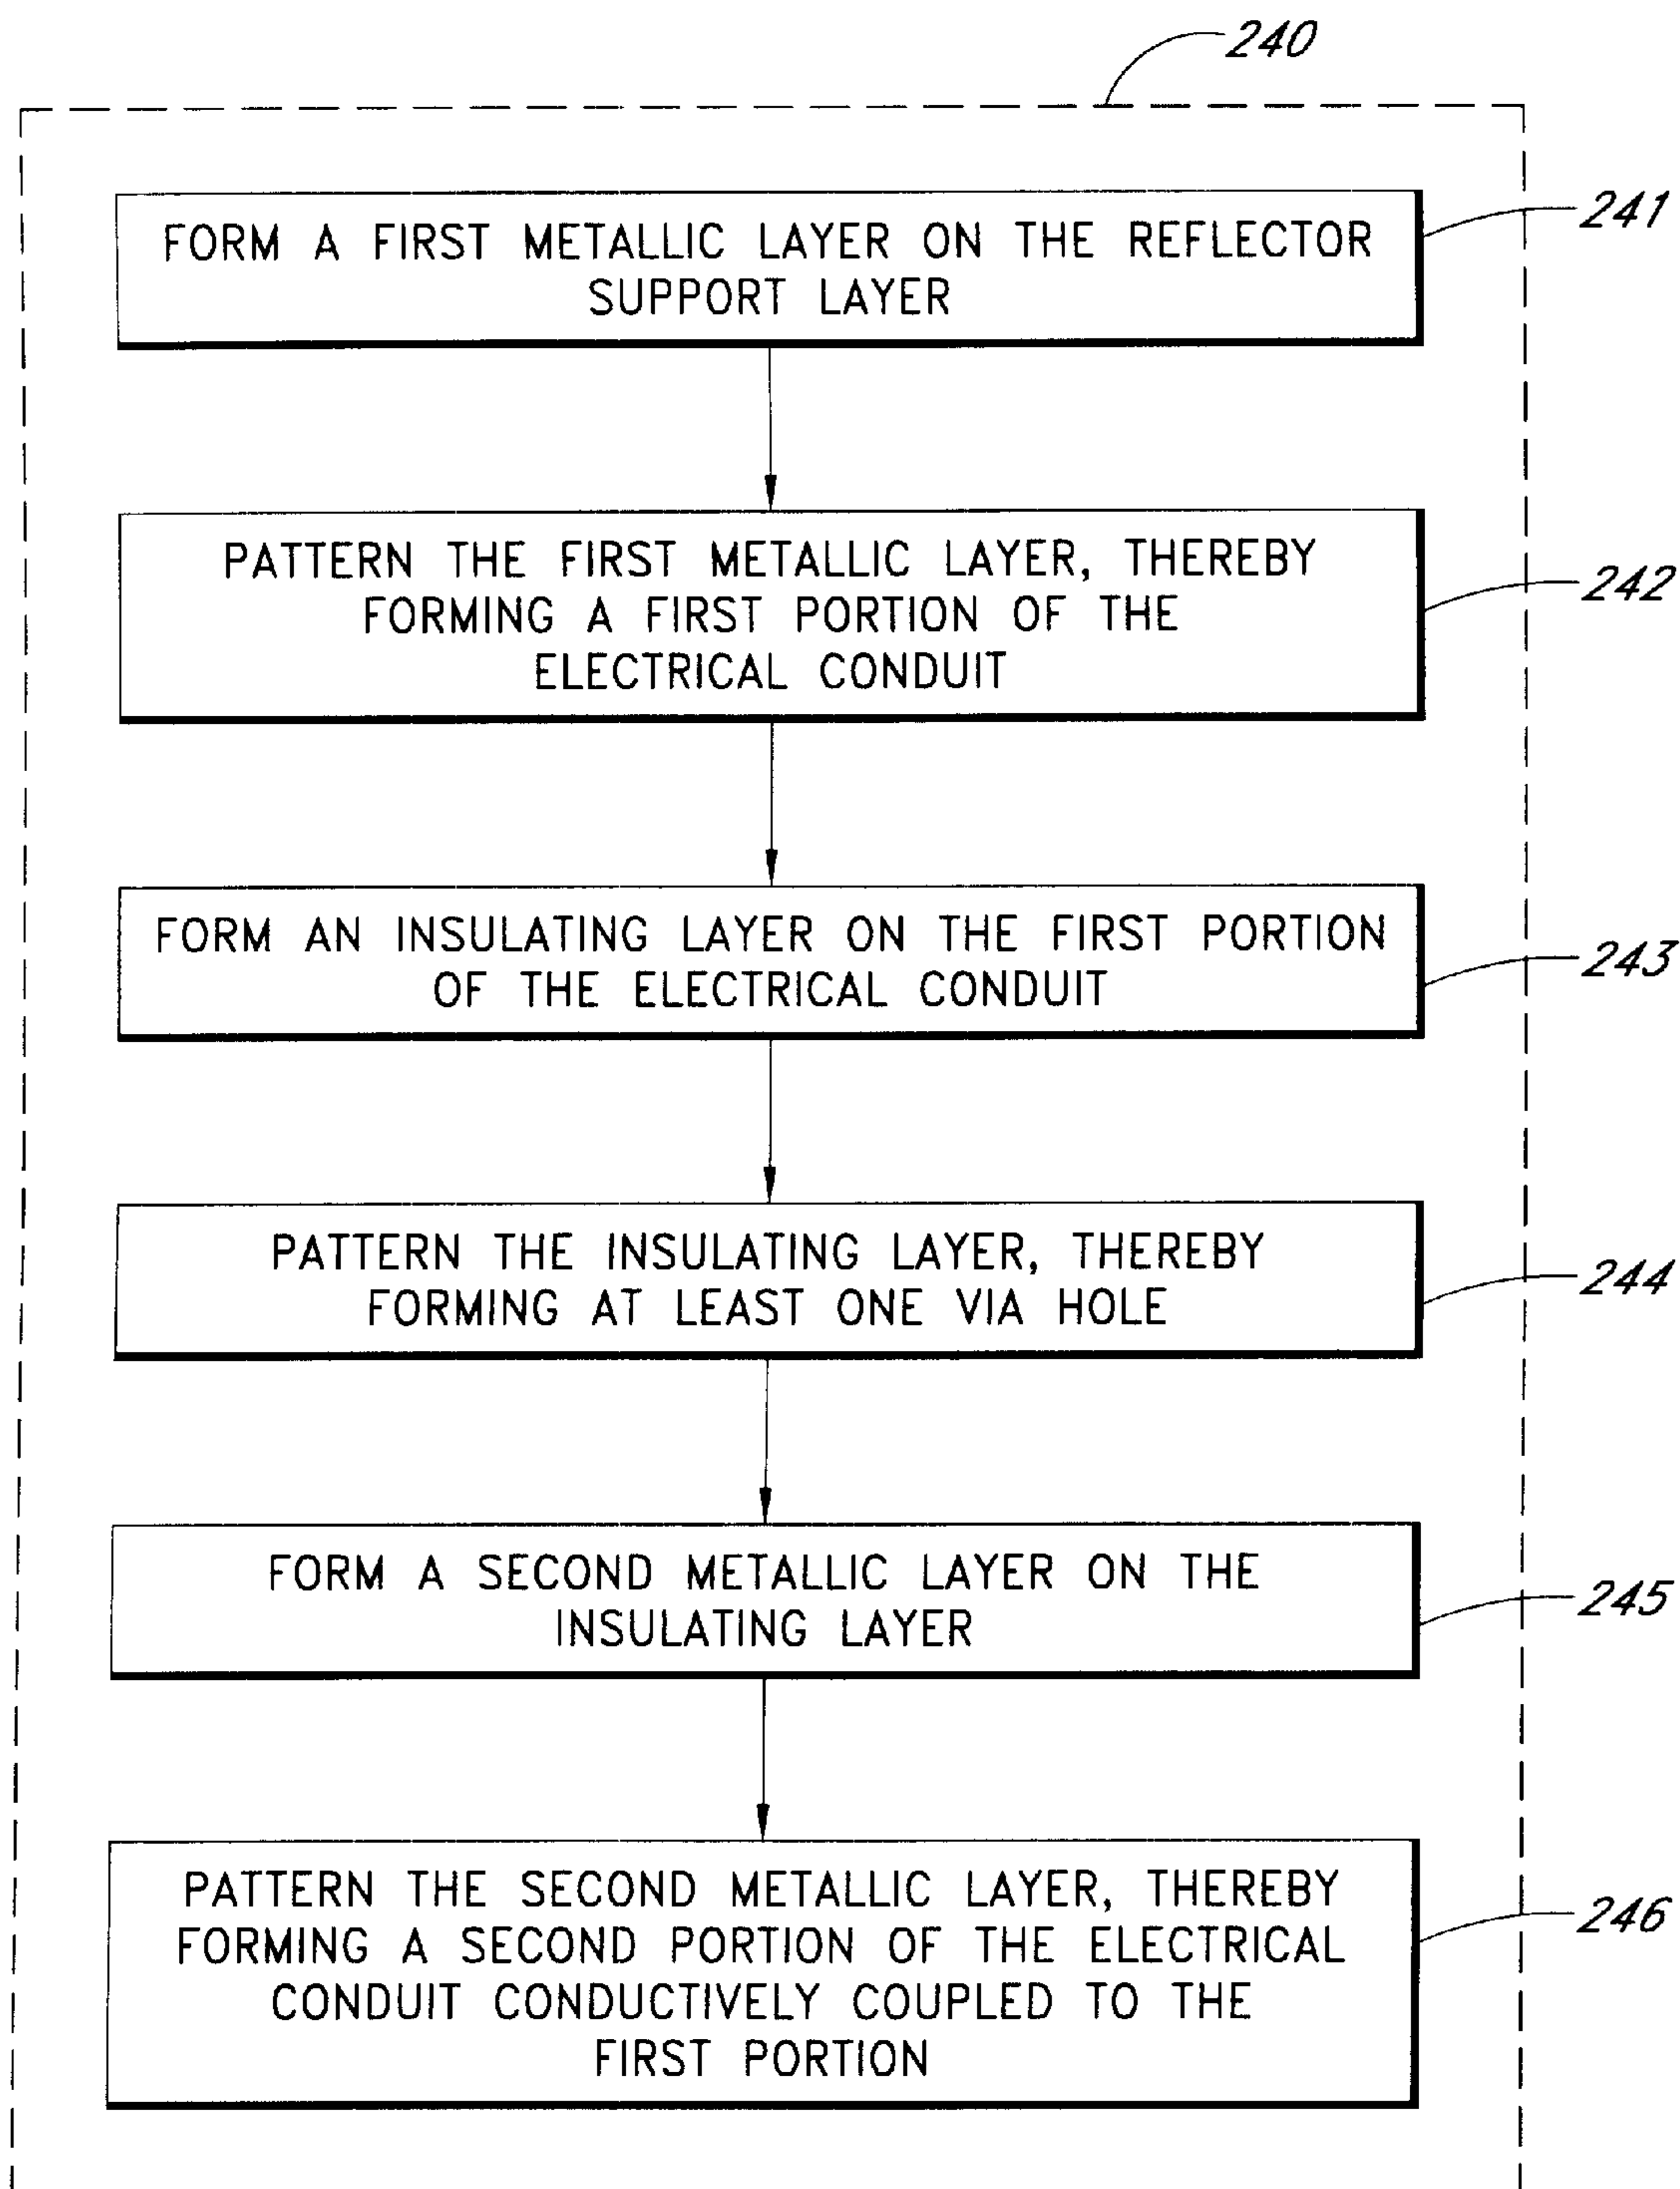 240
FORM A FIRST METALLIC LAYER ON THE REFLECTOR
SUPPORT LAYER
241
PATTERN THE FIRST METALLIC LAYER, THEREBY
FORMING A FIRST PORTION OF THE
ELECTRICAL CONDUIT
242
FORM AN INSULATING LAYER ON THE FIRST PORTION
OF THE ELECTRICAL CONDUIT
243
PATTERN THE INSULATING LAYER, THEREBY
FORMING AT LEAST ONE VIA HOLE
244
FORM A SECOND METALLIC LAYER ON THE
INSULATING LAYER
245
PATTERN THE SECOND METALLIC LAYER, THEREBY
FORMING A SECOND PORTION OF THE ELECTRICAL
CONDUIT CONDUCTIVELY COUPLED TO THE
FIRST PORTION
246